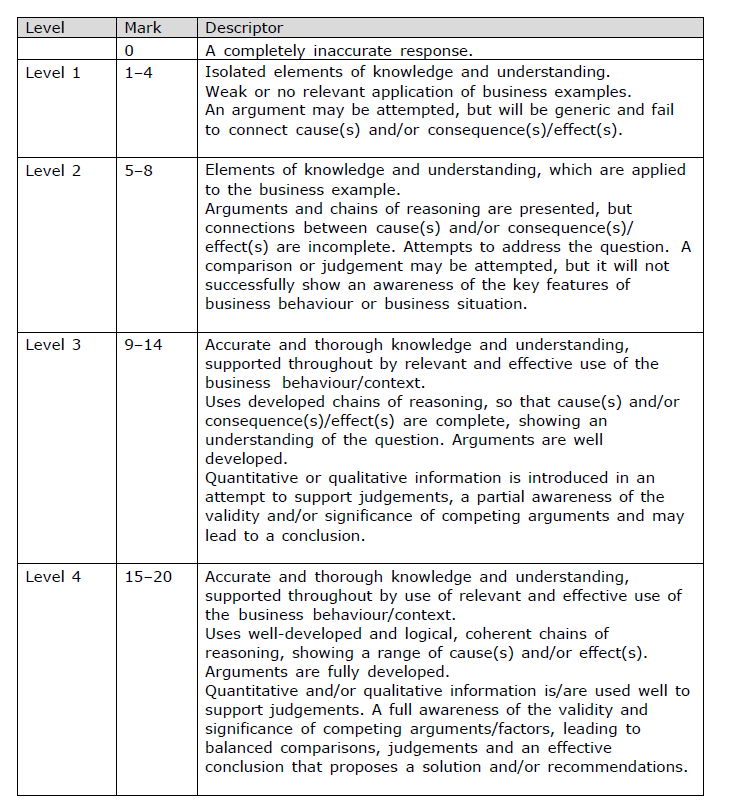 Level Mark Descriptor
0 A completely inaccurate response.
Level 1 1–4 Isolated elements of knowledge and understanding.
Weak or no relevant application of business examples.
An argument may be attempted, but will be generic and fail
to connect cause(s) and/or consequence(s)/effect(s).
Level 2 5–8 Elements of knowledge and understanding, which are applied
to the business example.
Arguments and chains of reasoning are presented, but
connections between cause(s) and/or consequence(s)/
effect(s) are incomplete. Attempts to address the question. A
comparison or judgement may be attempted, but it will not
successfully show an awareness of the key features of
business behaviour or business situation.
Level 3 9–14 Accurate and thorough knowledge and understanding,
supported throughout by relevant and effective use of the
business behaviour/context.
Uses developed chains of reasoning, so that cause(s) and/or
consequence(s)/effect(s) are complete, showing an
understanding of the question. Arguments are well
developed.
Quantitative or qualitative information is introduced in an
attempt to support judgements, a partial awareness of the
validity and/or significance of competing arguments and may
lead to a conclusion.
Level 4 15–20 Accurate and thorough knowledge and understanding,
supported throughout by use of relevant and effective use of
the business behaviour/context.
Uses well-developed and logical, coherent chains of
reasoning, showing a range of cause(s) and/or effect(s).
Arguments are fully developed.
Quantitative and/or qualitative information is/are used well to
support judgements. A full awareness of the validity and
significance of competing arguments/factors, leading to
balanced comparisons, judgements and an effective
conclusion that proposes a solution and/or recommendations.